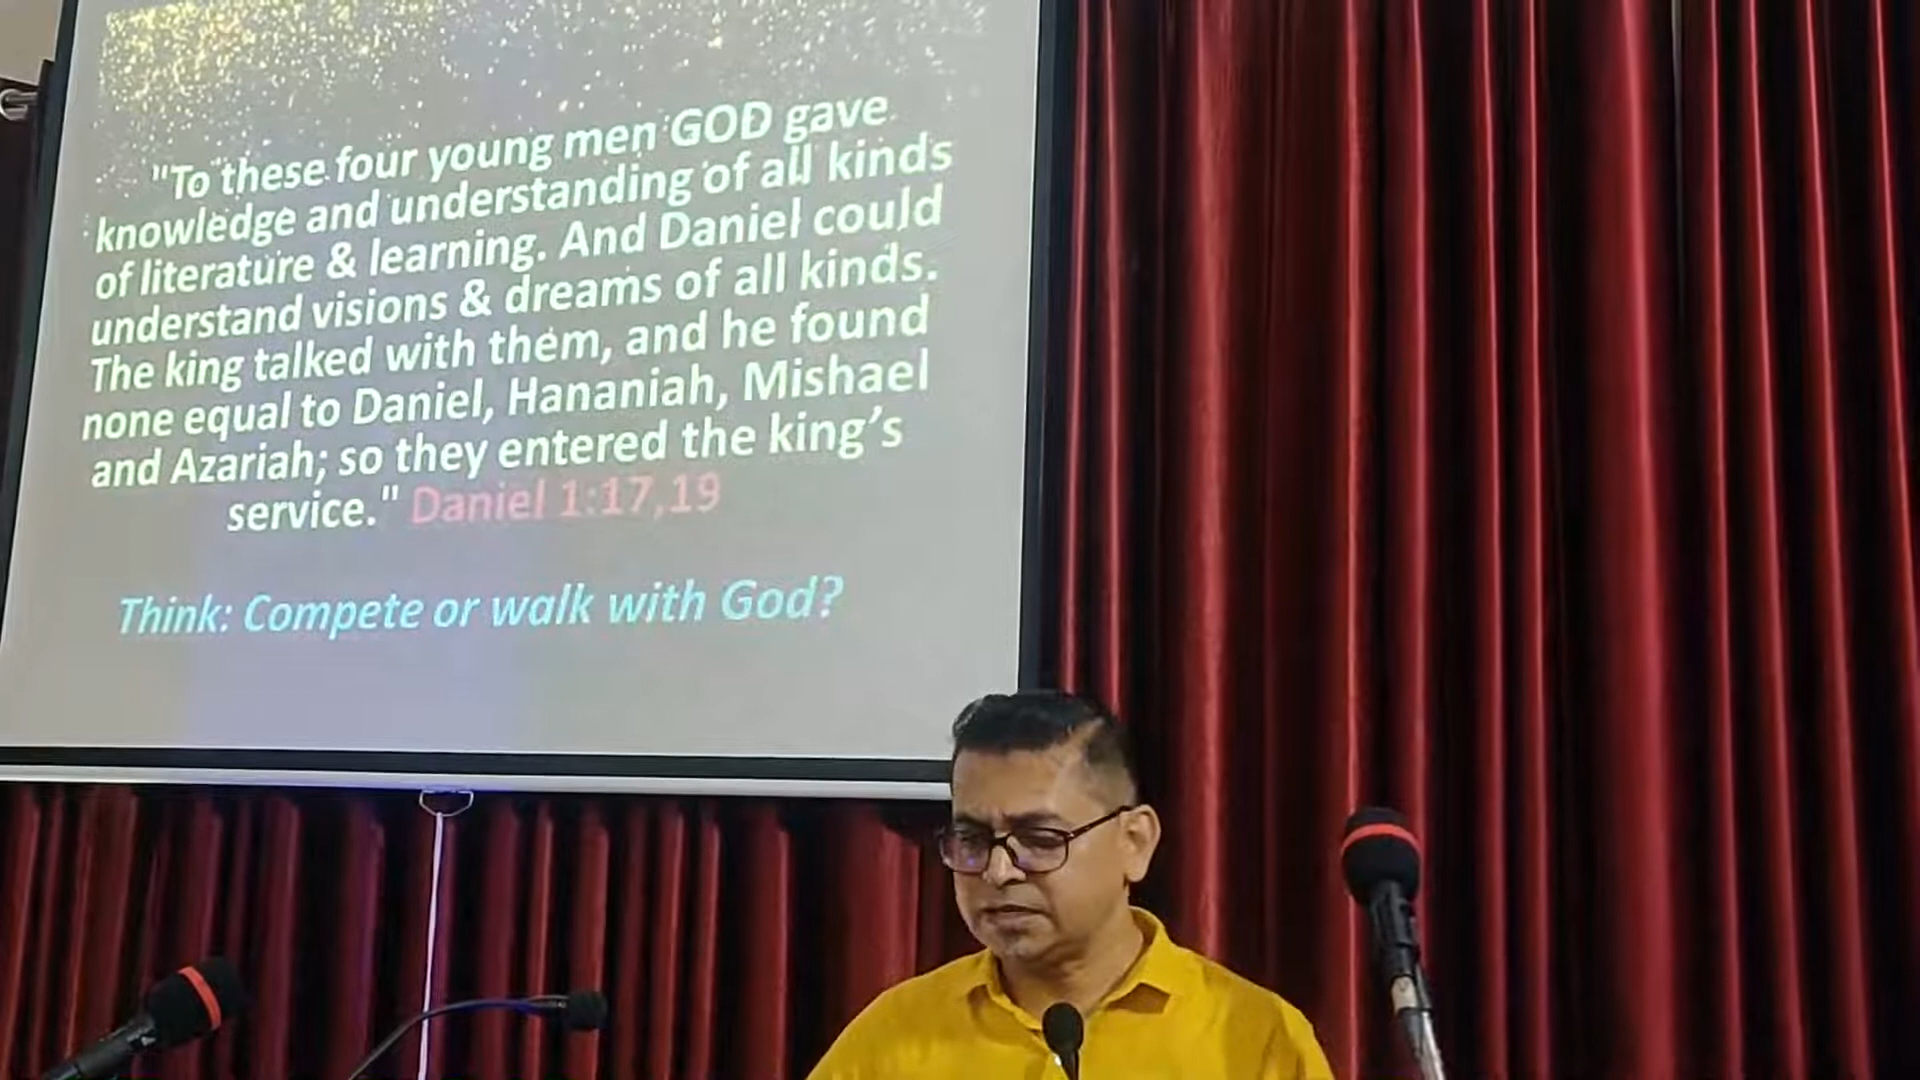 "To these four young men GOD gave
knowledge and understanding of all kinds
of literature & learning. And Daniel could
understand visions & dreams of all kinds.
The king talked with them, and he found
none equal to Daniel, Hananiah, Mishael
and Azariah; so they entered the king's
service." Daniel 1:17,19
Think: Compete or walk with God?